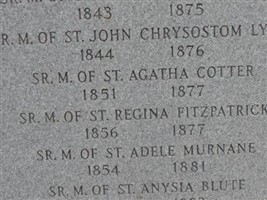 1843 1875
R. M. OF ST. JOHN CHRYSOSTOM LY
1844 1876
SR. M. OF ST. AGATHA COTTER
1851 1877
SR. M. OF ST. REGINA FITZPATRICK
1856 1877
SR. M. OF ST. ADELE MURNANE
1854 1881
SR. M. OF ST. ANYSIA BLUTE